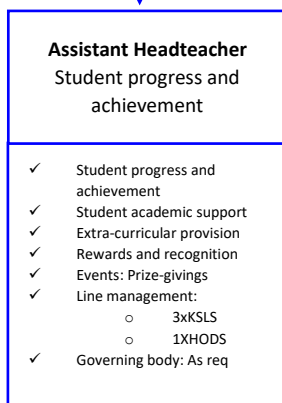 Assistant Headteacher
Student progress and
achievement
✓ Student progress and
achievement
✓ Student academic support
✓ Extra-curricular provision
✓ Rewards and recognition
✓ Events: Prize-givings
✓ Line management:
o 3xKSLS
o 1XHODS
✓ Governing body: As req